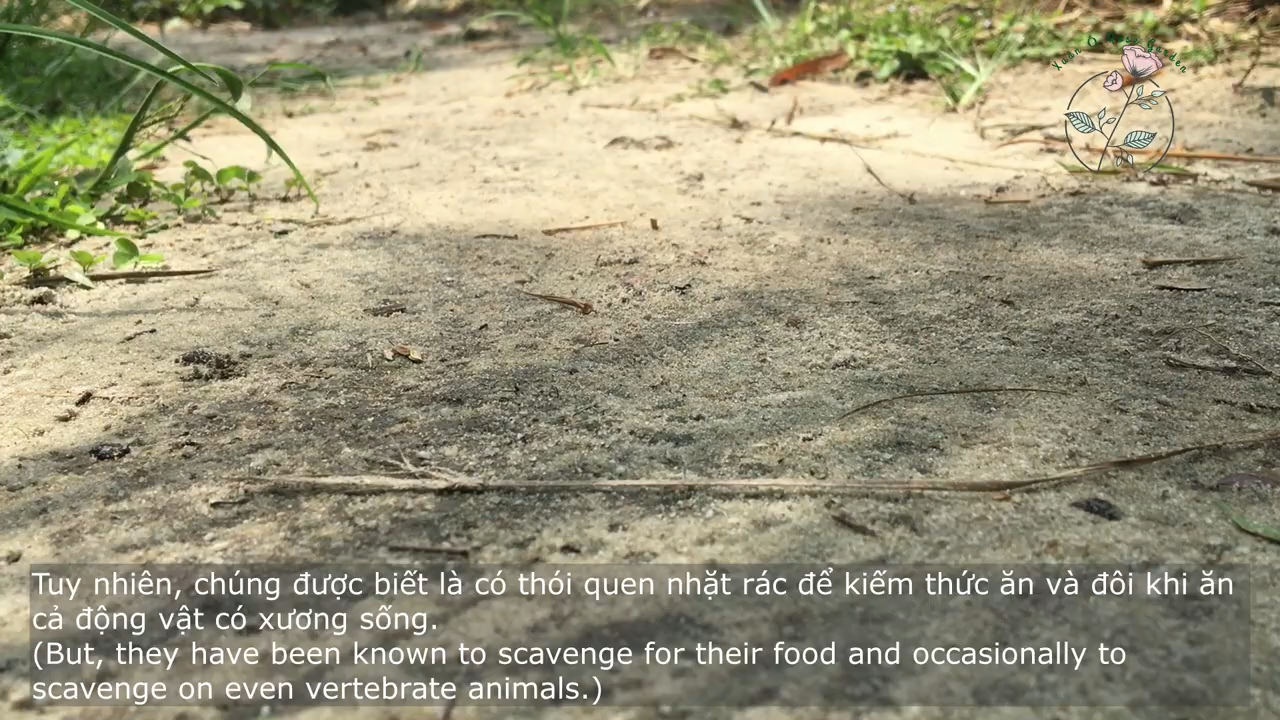 Tuy nhiên, chúng được biết là có thói quen nhặt rác để kiếm thức ăn và đôi khi ăn
cả động vật có xương sống.
(But, they have been known to scavenge for their food and occasionally to
scavenge on even vertebrate animals.)